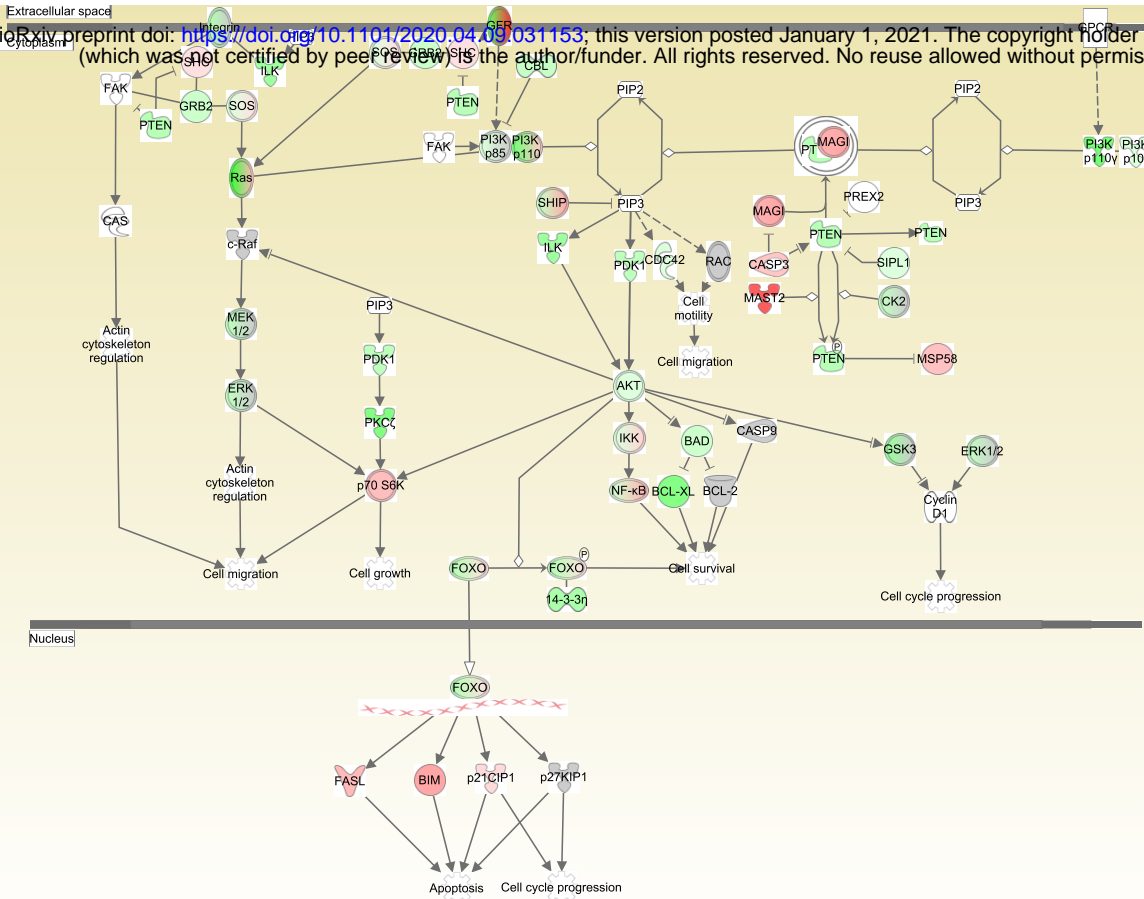 Extracellular space
Cytoplasm
Integrin
GFR
GPCR
ioRxiv preprint doi: https://doi.org/10.1101/2020.04.09.031153; this version posted January 1, 2021. The copyright holder
(which was not certified by peer review) is the author/funder. All rights reserved. No reuse allowed without permis
SHC
ILK
SOS
GRB2
SHC
CBL
FAK
GRB2
SOS
PTEN
PTEN
PIP2
PIP2
FAK
PI3K
p85
PI3K
p110
MAGI
PI3K
p110γ
Ras
SHIP
PIP3
MAGI
PREX2
PIP3
CAS
c-Raf
ILK
PDK1
CDC42
RAC
CASP3
PTEN
PTEN
SIPL1
MAST2
CK2
Cell
motility
PIP3
MEK
1/2
Actin
cytoskeleton
regulation
PDK1
Cell migration
P
PTEN
MSP58
ERK
1/2
AKT
PKCζ
IKK
BAD
CASP9
GSK3
ERK1/2
Actin
cytoskeleton
regulation
p70 S6K
NF-κB
BCL-XL
BCL-2
Cyclin
D1
Cell migration
Cell growth
FOXO
FOXO
P
Cell survival
14-3-3η
Cell cycle progression
Nucleus
FOXO
FASL
BIM
p21CIP1
p27KIP1
Apoptosis
Cell cycle progression